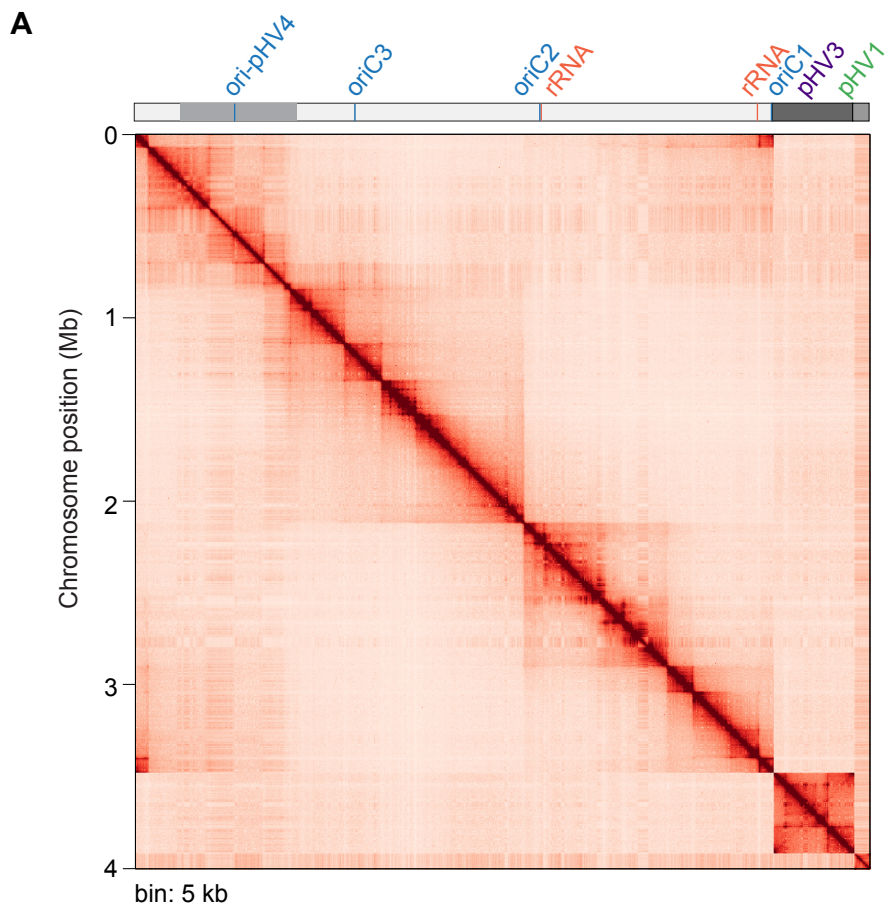 A
ori-pHV4
oriC3
oriC2
rRNA
rRNA
oriC1
pHV3
pHV1
0
1
2
3
4
Chromosome position (Mb)
bin: 5 kb